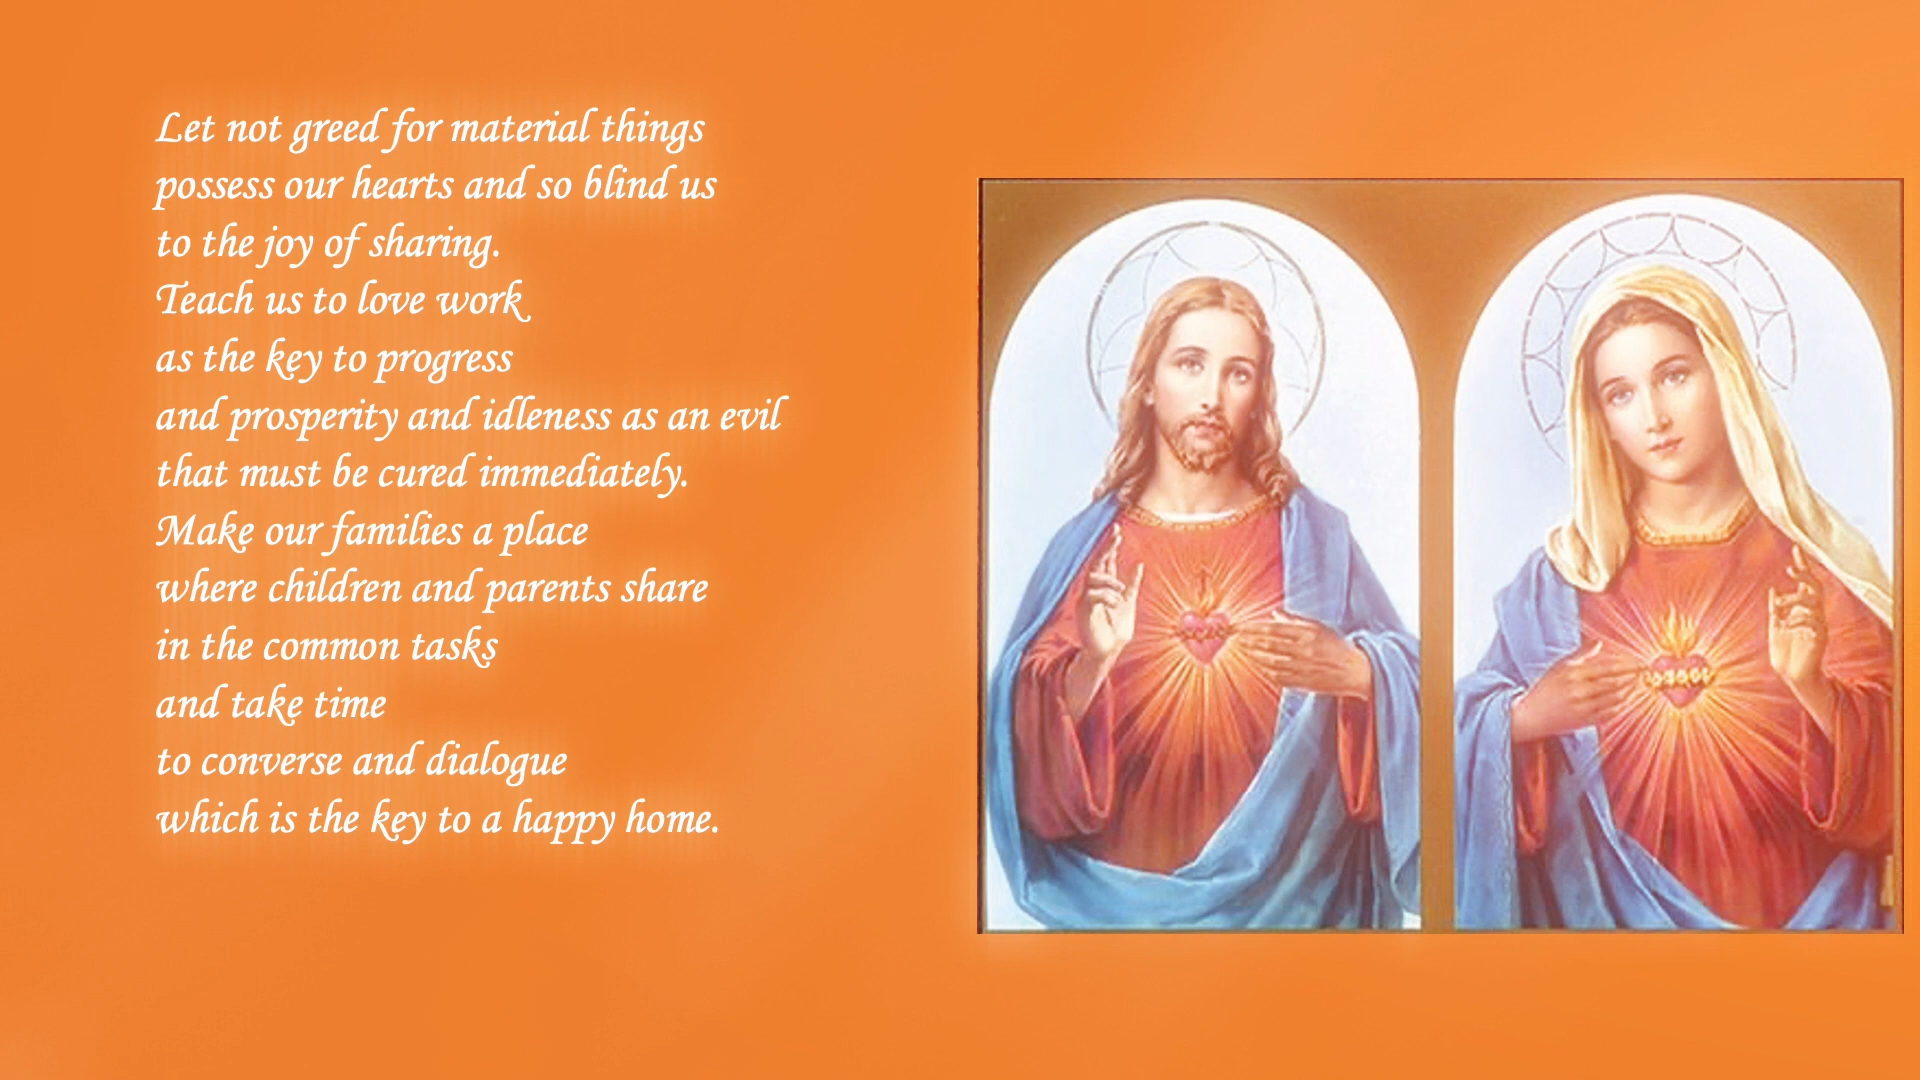 Let not greed for material things
possess our hearts and so blind us
to the joy of sharing.
Teach us to love work
as the key to progress
and prosperity and idleness as an evil
that must be cured immediately.
Make our families a place
where children and parents share
in the common tasks
and take time
to converse and dialogue
which is the key to a happy home.